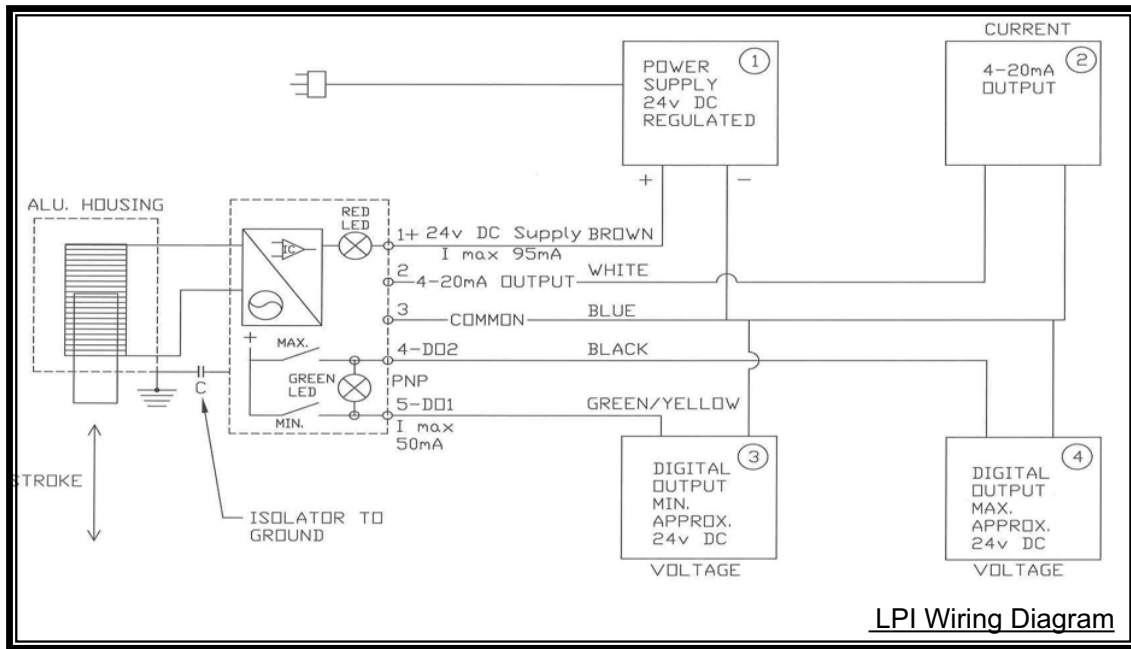 CURRENT
1
POWER
SUPPLY
24v DC
REGULATED
2
4-20mA
OUTPUT
+ -
ALU. HOUSING
RED
LED
IC
1+ 24v DC Supply BROWN
I max 95mA
2
4-20mA OUTPUT WHITE
3
COMMON BLUE
+
MAX.
4-DO2 BLACK
GREEN
LED
PNP
C
MIN.
5-DO1 GREEN/YELLOW
I max
50mA
STROKE
ISOLATOR TO
GROUND
3
DIGITAL
OUTPUT
MIN.
APPROX.
24v DC
VOLTAGE
4
DIGITAL
OUTPUT
MAX.
APPROX.
24v DC
VOLTAGE
LPI Wiring Diagram